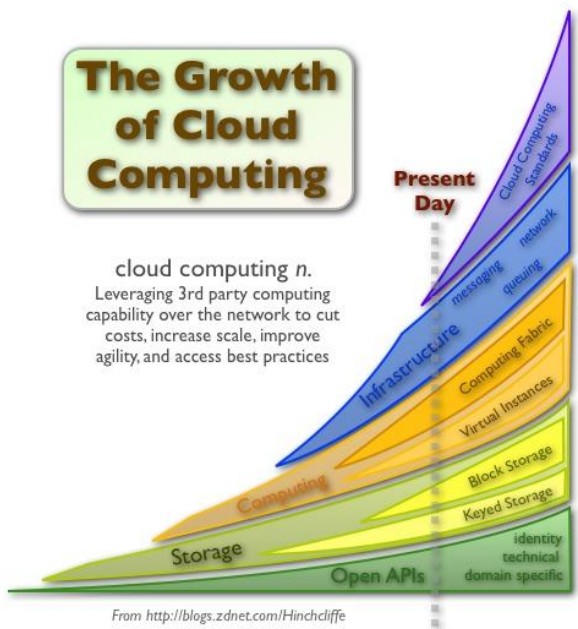 The Growth
of Cloud
Computing
Present
Day
Cloud Computing
Standards
cloud computing n.
Leveraging 3rd party computing
capability over the network to cut
costs, increase scale, improve
agility, and access best practices
network
messaging
queuing
Infrastructure
Computing Fabric
Virtual Instances
Computing
Block Storage
Keyed Storage
Storage
identity
technical
domain specific
Open APIs
From http://blogs.zdnet.com/Hinchcliffe